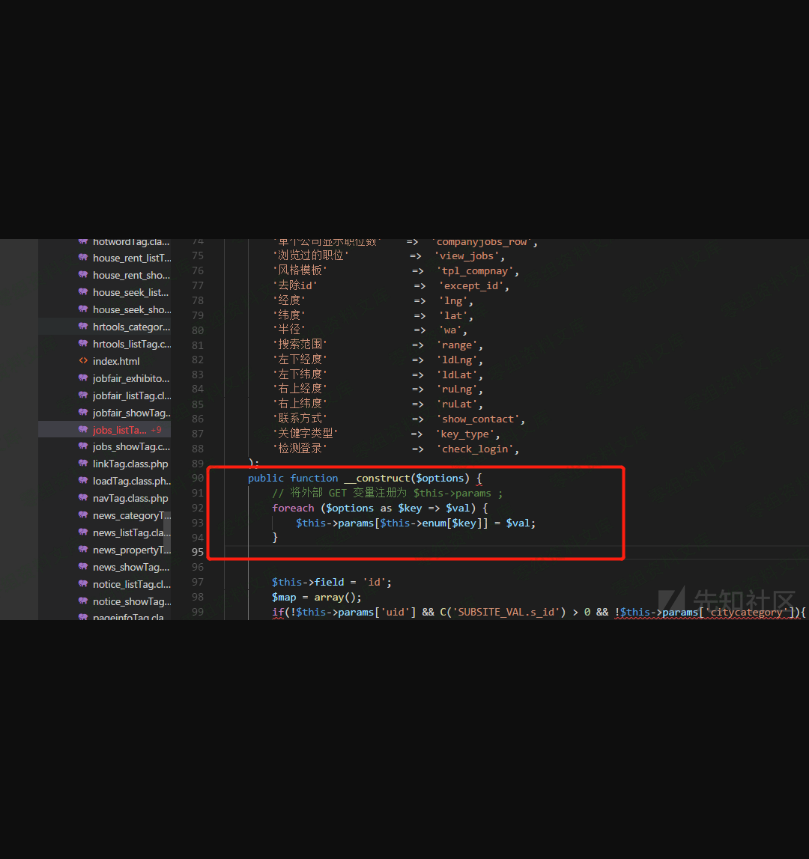 hotwordTag.cla...
house_rent_listT...
house_rent_sho...
house_seek_list...
house_seek_sho...
hrtools_categor...
hrtools_listTag.c...
index.html
jobfair_exhibito...
jobfair_listTag.cl...
jobfair_showTag...
jobs_listTa... 9
jobs_showTag.c...
linkTag.class.php
loadTag.class.ph...
navTag.class.php
news_categoryT...
news_listTag.cla...
news_propertyT...
news_showTag....
notice_listTag.cl...
notice_showTag...
pageinfoTag.cla...
74 '单个公司显示职位数' => 'companyjobs_row',
75 '浏览过的职位' => 'view_jobs',
76 '风格模板' => 'tpl_compnay',
77 '去除id' => 'except_id',
78 '经度' => 'lng',
79 '纬度' => 'lat',
80 '半径' => 'wa',
81 '搜索范围' => 'range',
82 '左下经度' => 'ldLng',
83 '左下纬度' => 'ldLat',
84 '右上经度' => 'ruLng',
85 '右上纬度' => 'ruLat',
86 '联系方式' => 'show_contact',
87 '关健字类型' => 'key_type',
88 '检测登录' => 'check_login',
89 );
90 public function __construct($options) {
91 // 将外部 GET 变量注册为 $this->params ;
92 foreach ($options as $key => $val) {
93 $this->params[$this->enum[$key]] = $val;
94 }
95
96
97 $this->field = 'id';
98 $map = array();
99 if(!$this->params['uid'] && C('SUBSITE_VAL.s_id') > 0 && !$this->params['citycategory']){
先知社区